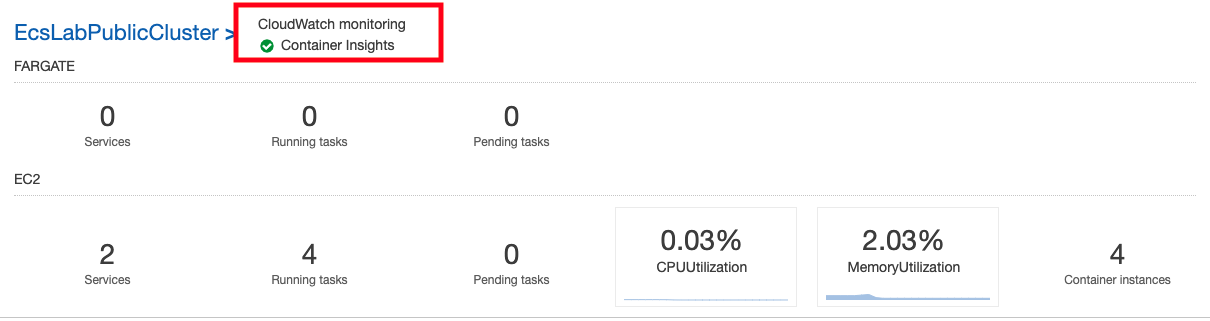 EcsLabPublicCluster >
CloudWatch monitoring
Container Insights
FARGATE
0
Services
0
Running tasks
0
Pending tasks
EC2
2
Services
4
Running tasks
0
Pending tasks
0.03%
CPUUtilization
2.03%
MemoryUtilization
4
Container instances